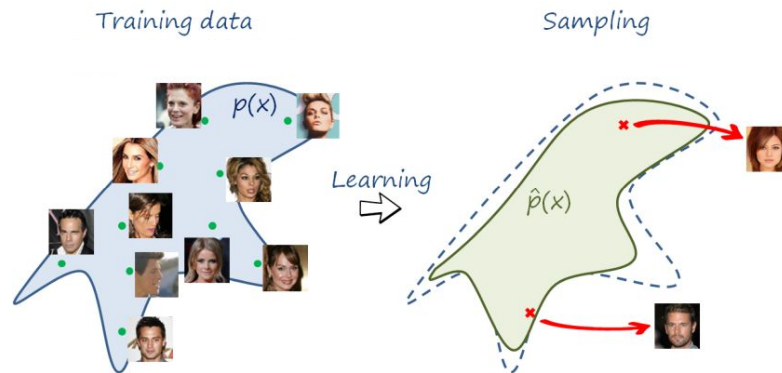 Training data
Sampling
p(x)
Learning
p̂(x)